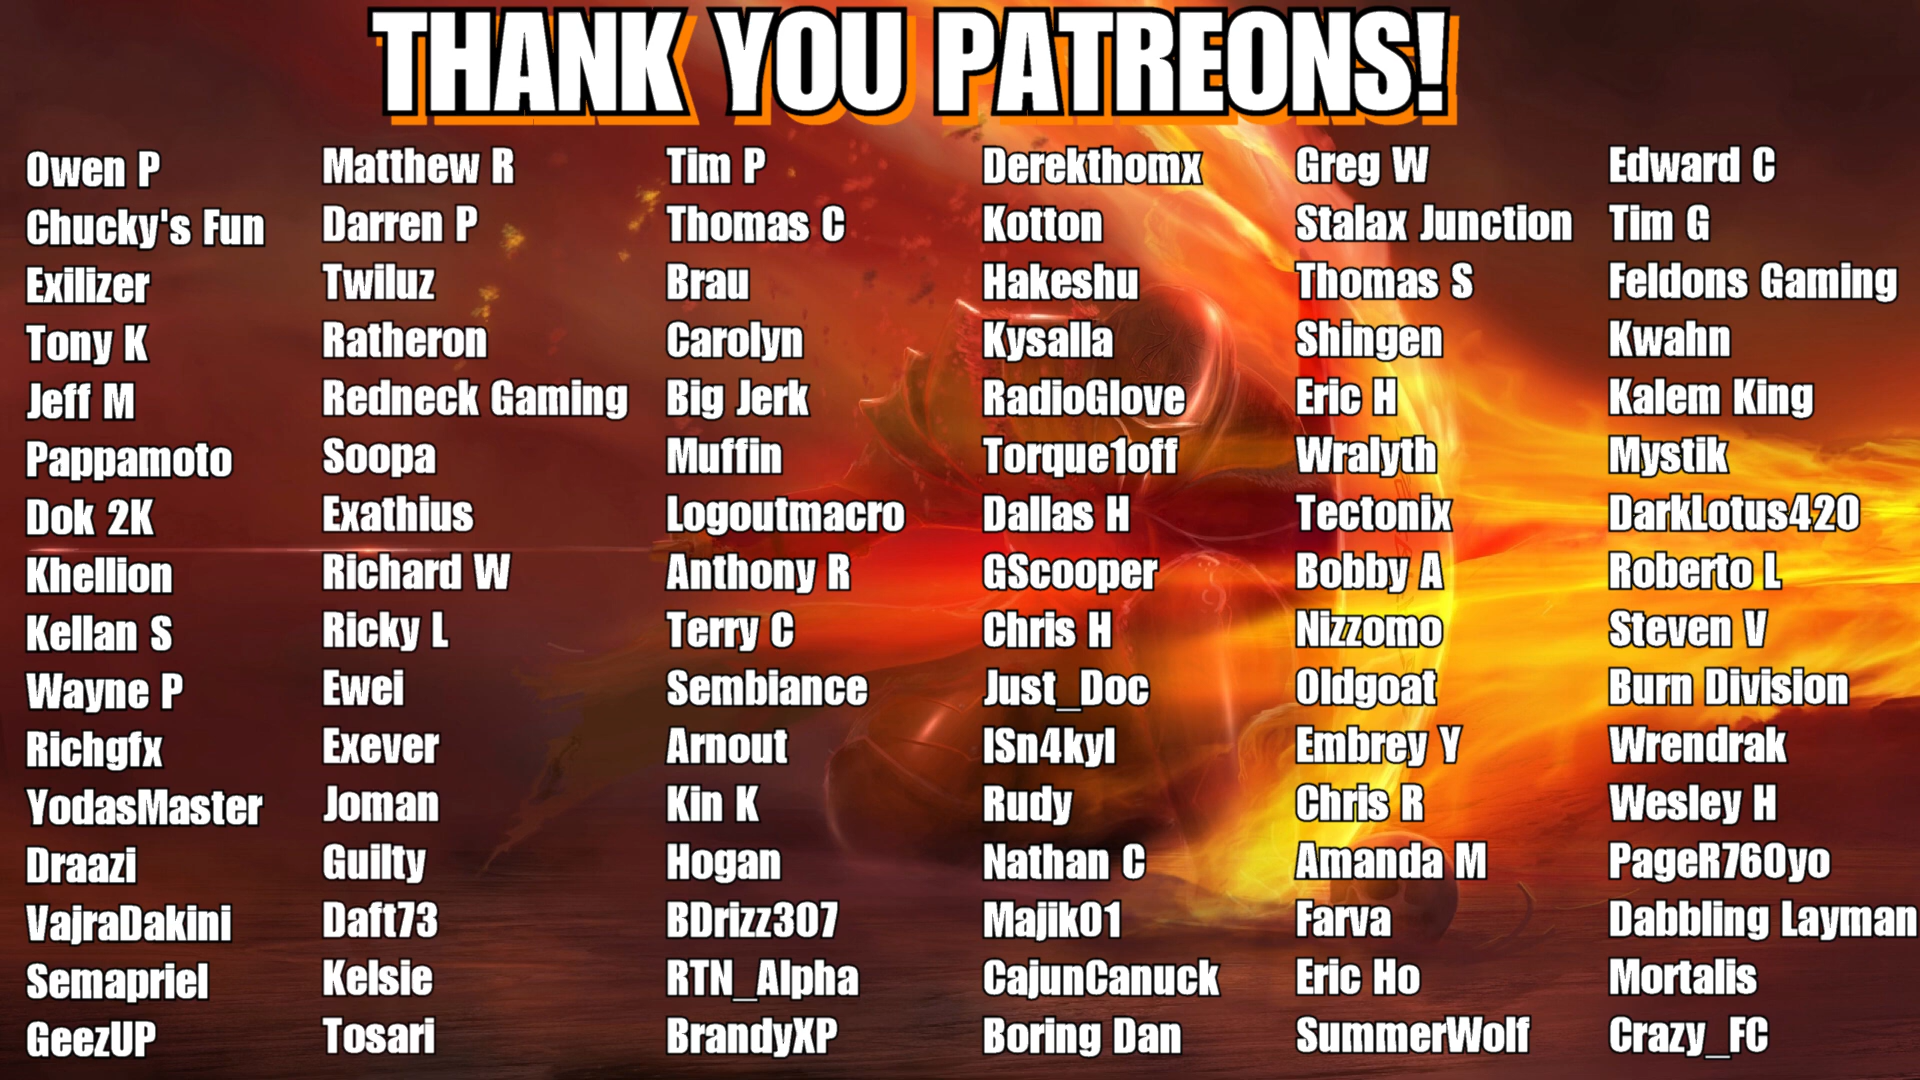 THANK YOU PATREONS!
Owen P
Chucky's Fun
Exilizer
Tony K
Jeff M
Pappamoto
Dok 2K
Khellion
Kellan S
Wayne P
Richgfx
YodasMaster
Draazi
VajraDakini
Semapriel
GeezUP
Matthew R
Darren P
Twiluz
Ratheron
Redneck Gaming
Soopa
Exathius
Richard W
Ricky L
Ewei
Exever
Joman
Guilty
Daft73
Kelsie
Tosari
Tim P
Thomas C
Brau
Carolyn
Big Jerk
Muffin
Logoutmacro
Anthony R
Terry C
Sembiance
Arnout
Kin K
Hogan
BDrizz307
RTN_Alpha
BrandyXP
Derekthomx
Kotton
Hakeshu
Kysalla
RadioGlove
Torque1off
Dallas H
GScooper
Chris H
Just_Doc
ISn4kyI
Rudy
Nathan C
Majik01
CajunCanuck
Boring Dan
Greg W
Stalax Junction
Thomas S
Shingen
Eric H
Wralyth
Tectonix
Bobby A
Nizzomo
Oldgoat
Embrey Y
Chris R
Amanda M
Farva
Eric Ho
SummerWolf
Edward C
Tim G
Feldons Gaming
Kwahn
Kalem King
Mystik
DarkLotus420
Roberto L
Steven V
Burn Division
Wrendrak
Wesley H
PageR760yo
Dabbling Layman
Mortalis
Crazy_FC